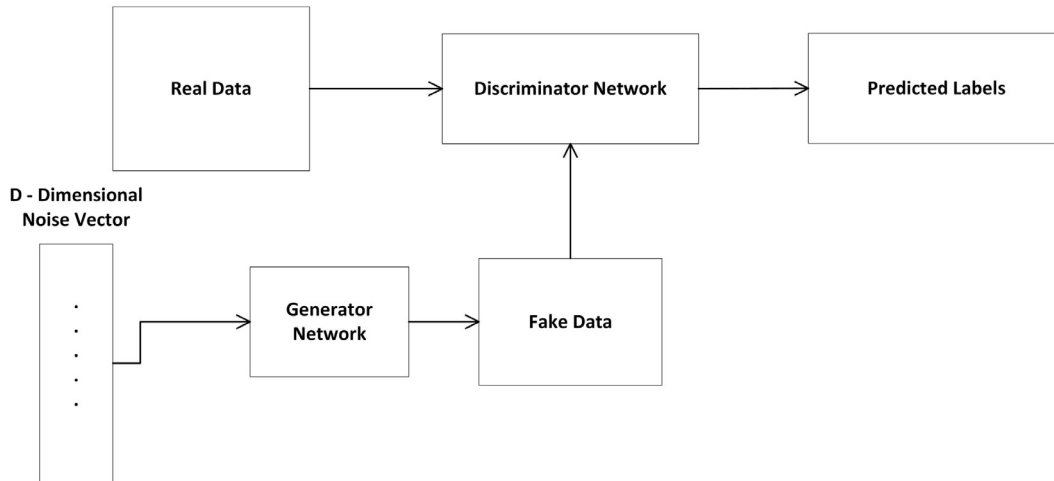 Real Data
Discriminator Network
Predicted Labels
D - Dimensional
Noise Vector
Generator
Network
Fake Data